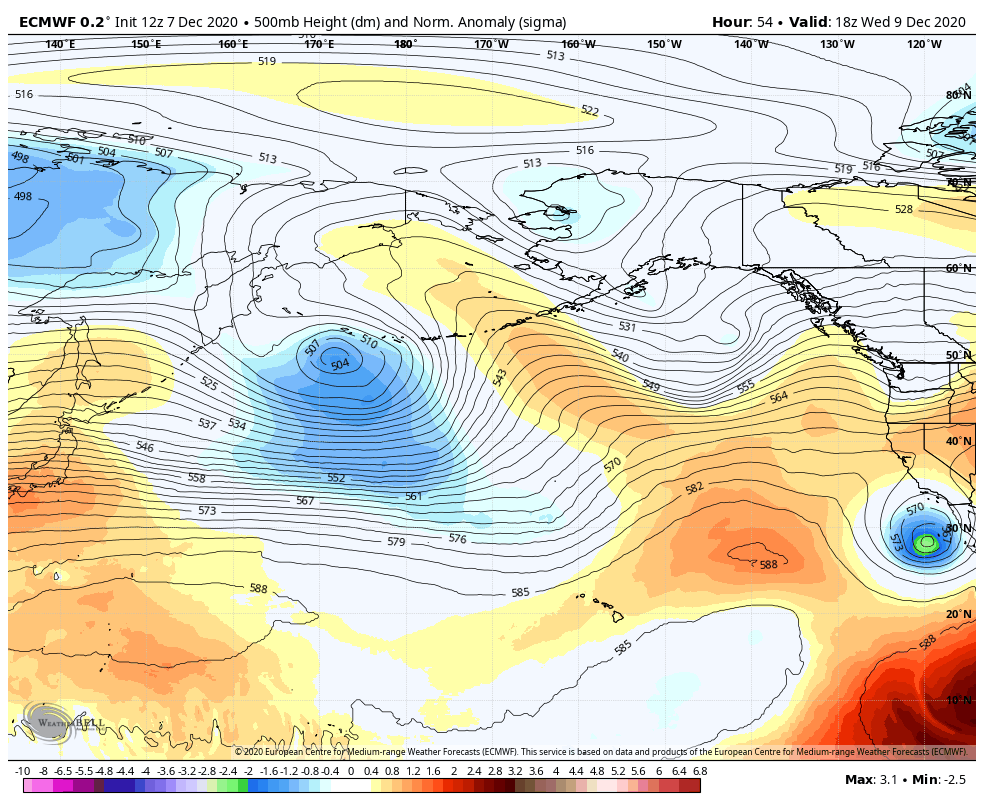 ECMWF 0.2° Init 12z 7 Dec 2020 • 500mb Height (dm) and Norm. Anomaly (sigma)
Hour: 54 • Valid: 18z Wed 9 Dec 2020
140°E 150°E 160°E 170°E 180° 170°W 160°W 150°W 140°W 130°W 120°W
513
519
516 522 80°N
510
498 501 504 507 513 513 516 507
519 516
70°N
498 528
60°N
531
507 510 504 540 50°N
525 543 549 555
564
537 534
546 40°N
570
558 552 561 582
573 567 570
579 576 573 567 30°N
588
588 585
20°N
585 588
10°N
WEATHERBELL
© 2020 European Centre for Medium-range Weather Forecasts (ECMWF). This service is based on data and products of the European Centre for Medium-range Weather Forecasts (ECMWF).
-10 -8 -6.5 -5 -4.8 -4.4 -4 -3.6 -3.2 -2.8 -2.4 -2 -1.6 -1.2 -0.8 -0.4 0 0.4 0.8 1.2 1.6 2 2.4 2.8 3.2 3.6 4 4.4 4.8 5.2 5.6 6 6.4 6.8
Max: 3.1 • Min: -2.5